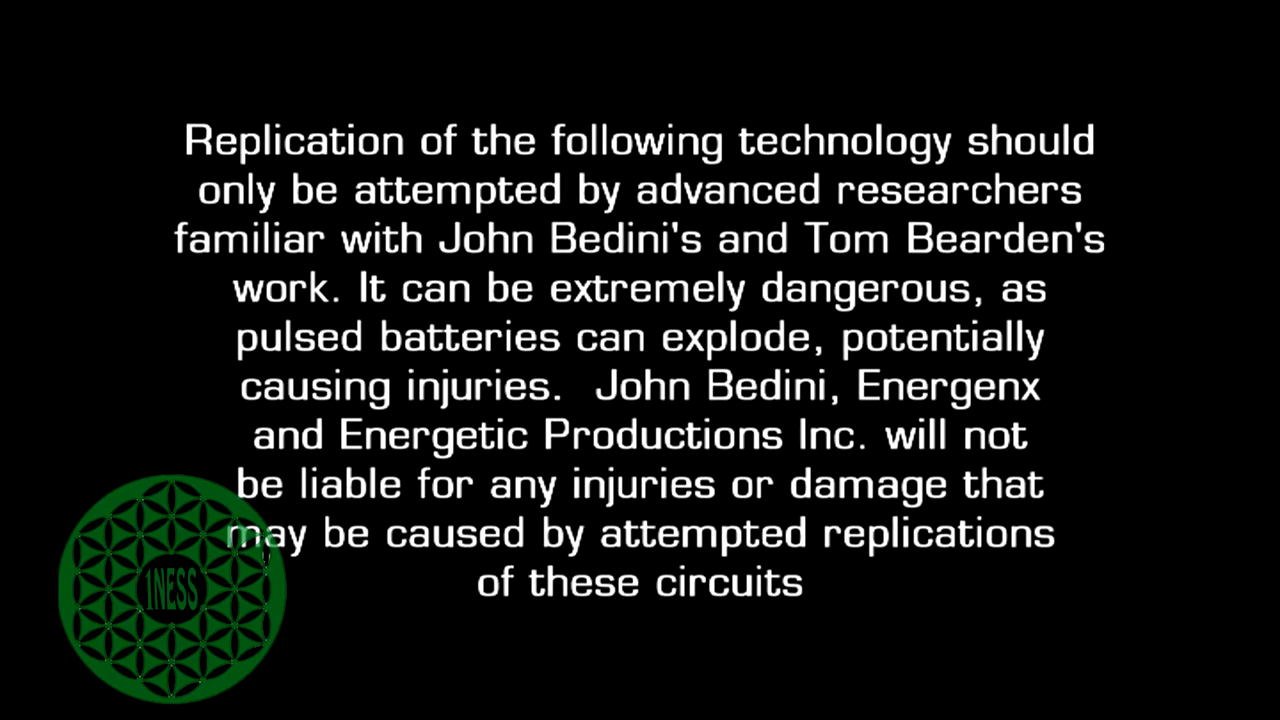 Replication of the following technology should
only be attempted by advanced researchers
familiar with John Bedini's and Tom Bearden's
work. It can be extremely dangerous, as
pulsed batteries can explode, potentially
causing injuries.  John Bedini, Energenx
and Energetic Productions Inc. will not
be liable for any injuries or damage that
may be caused by attempted replications
of these circuits
1NESS